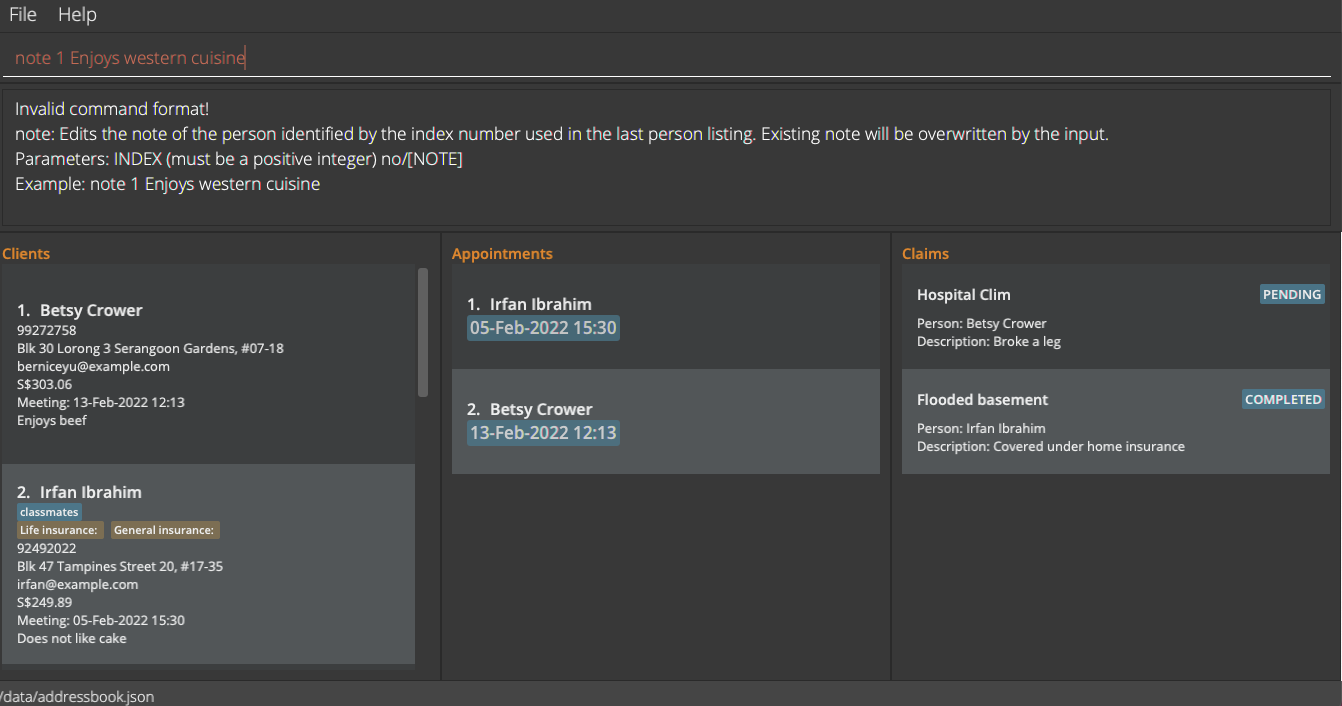 File Help
note 1 Enjoys western cuisine
Invalid command format!
note: Edits the note of the person identified by the index number used in the last person listing. Existing note will be overwritten by the input.
Parameters: INDEX (must be a positive integer) no/[NOTE]
Example: note 1 Enjoys western cuisine
Clients
1. Betsy Crower
99272758
Blk 30 Lorong 3 Serangoon Gardens, #07-18
berniceyu@example.com
S$303.06
Meeting: 13-Feb-2022 12:13
Enjoys beef
2. Irfan Ibrahim
classmates
Life insurance: General insurance:
92492022
Blk 47 Tampines Street 20, #17-35
irfan@example.com
S$249.89
Meeting: 05-Feb-2022 15:30
Does not like cake
Appointments
1. Irfan Ibrahim
05-Feb-2022 15:30
2. Betsy Crower
13-Feb-2022 12:13
Claims
Hospital Clim PENDING
Person: Betsy Crower
Description: Broke a leg
Flooded basement COMPLETED
Person: Irfan Ibrahim
Description: Covered under home insurance
/data/addressbook.json